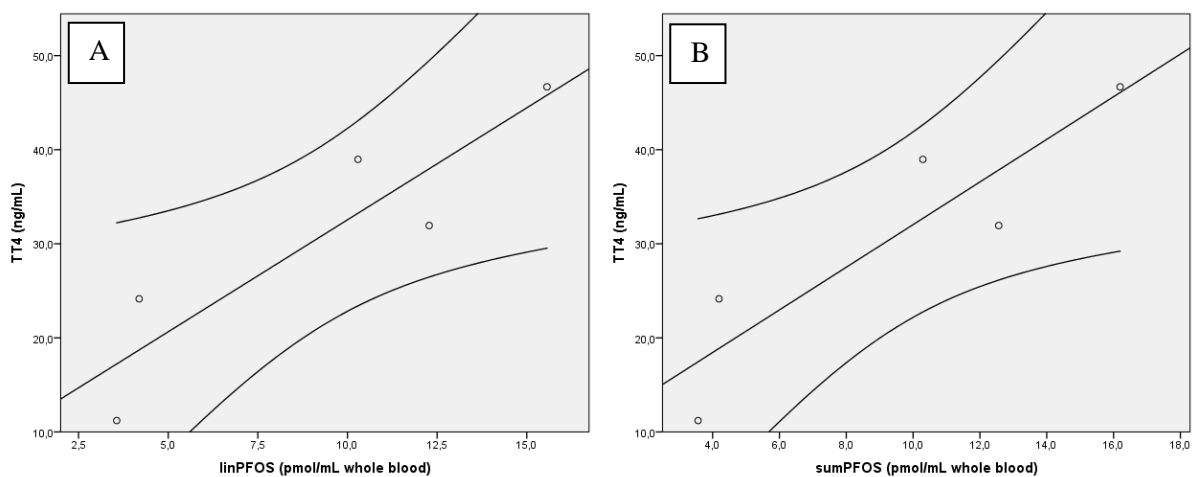 A
50,0
40,0
30,0
20,0
10,0
TT4 (ng/mL)
2,5 5,0 7,5 10,0 12,5 15,0
linPFOS (pmol/mL whole blood)
B
50,0
40,0
30,0
20,0
10,0
TT4 (ng/mL)
4,0 6,0 8,0 10,0 12,0 14,0 16,0 18,0
sumPFOS (pmol/mL whole blood)